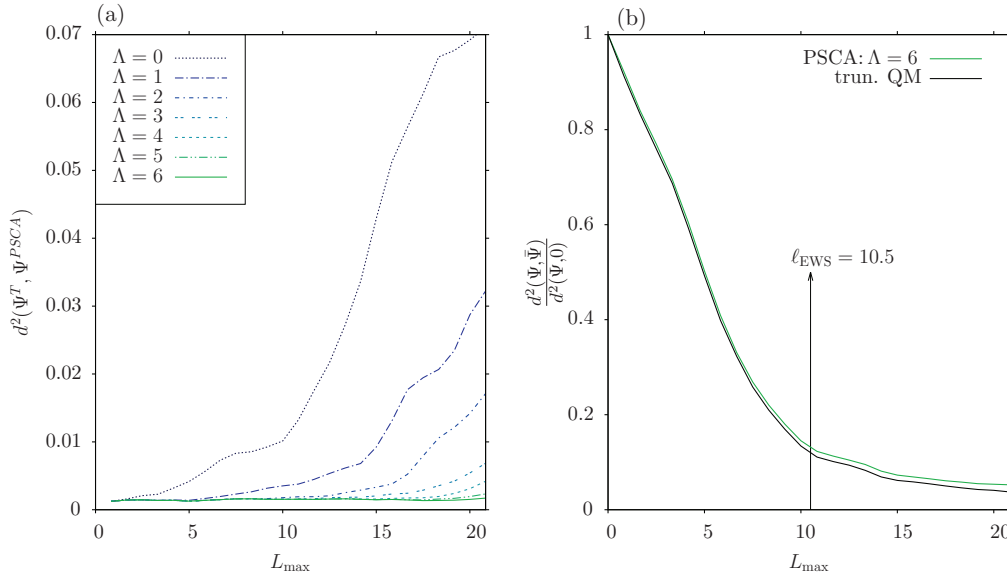 (a)
0.07
0.06
0.05
0.04
0.03
0.02
0.01
0
d²(Ψ^T, Ψ^PSCA)
Λ = 0
Λ = 1
Λ = 2
Λ = 3
Λ = 4
Λ = 5
Λ = 6
0 5 10 15 20
L_max
(b)
1
0.8
0.6
0.4
0.2
0
d²(Ψ,Ψ̄)
d²(Ψ,0)
PSCA: Λ = 6
trun. QM
ℓ_EWS = 10.5
0 5 10 15 20
L_max